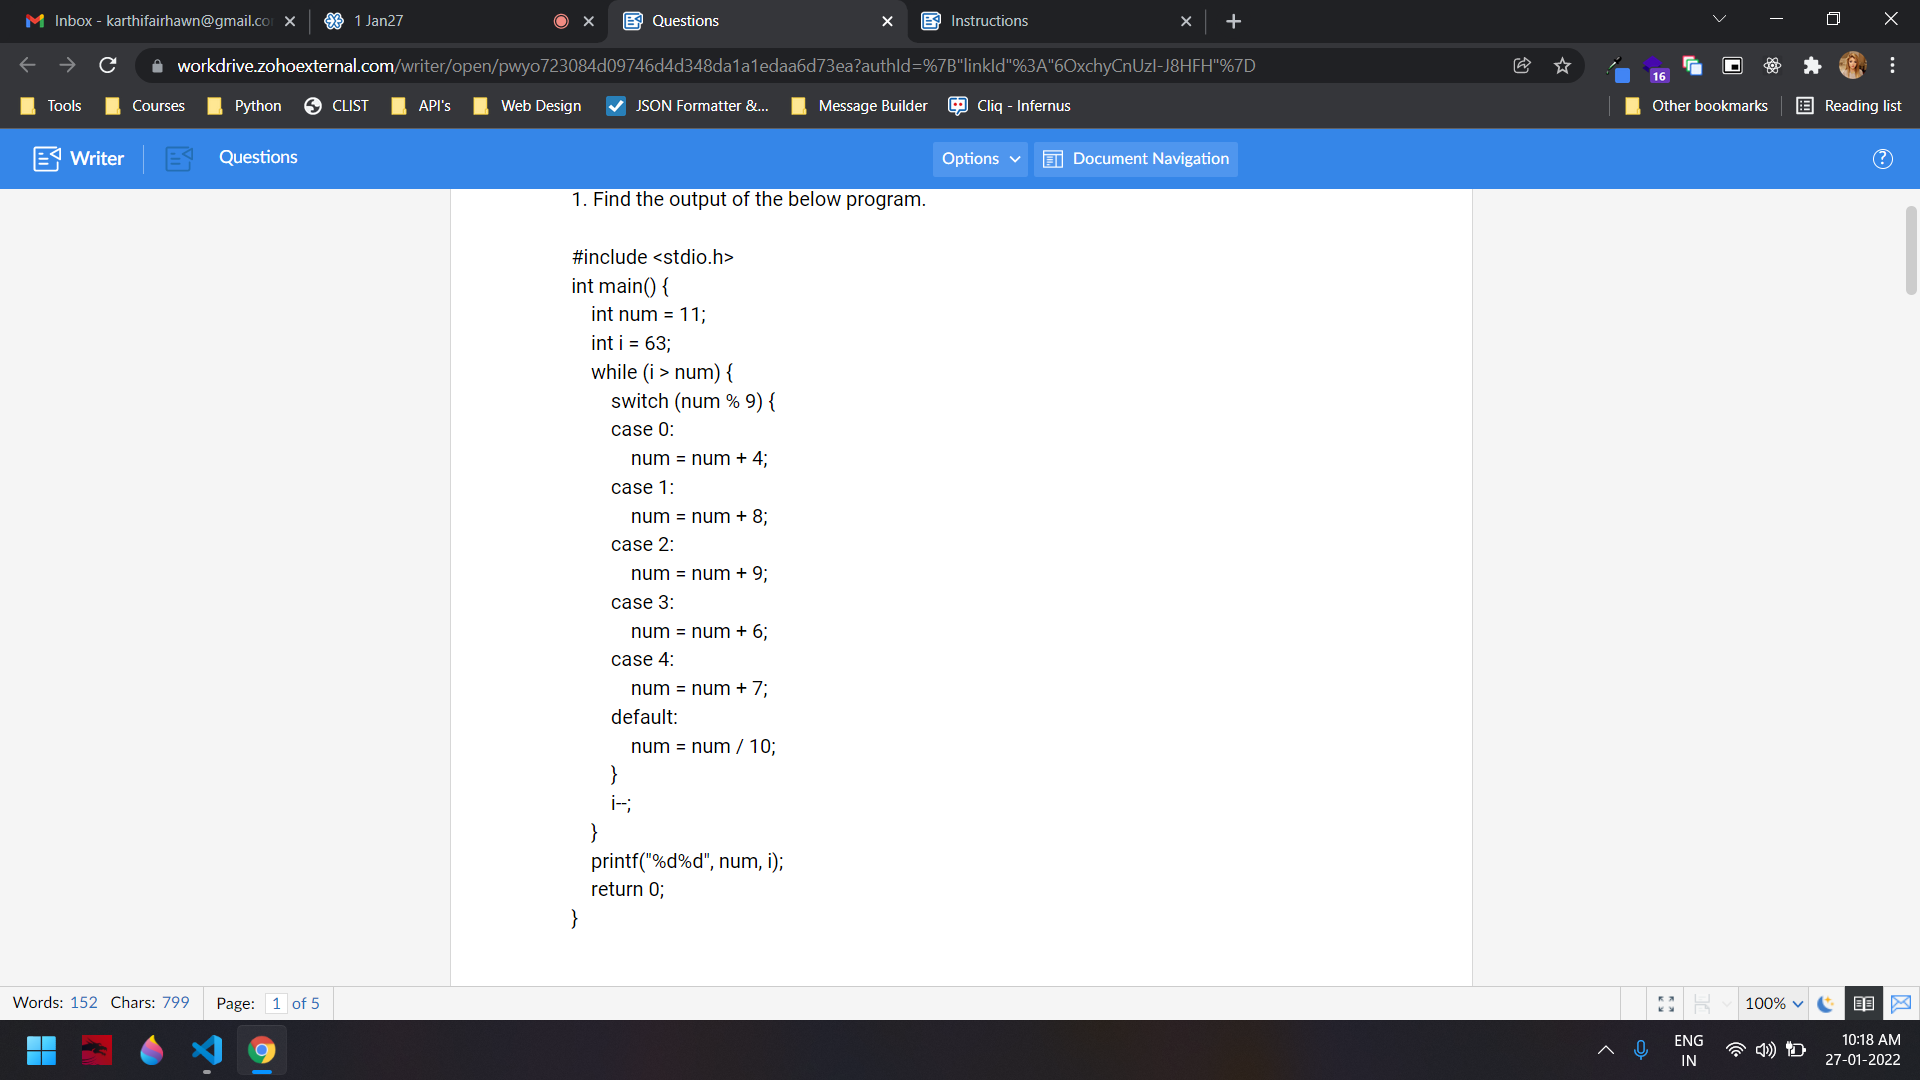 Inbox - karthifairhawn@gmail.co
1 Jan27
Questions
Instructions
workdrive.zohoexternal.com/writer/open/pwyo723084d09746d4d348da1a1edaa6d73ea?authId=%7B"linkId"%3A"6OxchyCnUzI-J8HFH"%7D
16
Tools
Courses
Python
CLIST
API's
Web Design
JSON Formatter &...
Message Builder
Cliq - Infernus
Other bookmarks
Reading list
Writer
Questions
Options
Document Navigation
?
1. Find the output of the below program.
#include <stdio.h>
int main() {
int num = 11;
int i = 63;
while (i > num) {
switch (num % 9) {
case 0:
num = num + 4;
case 1:
num = num + 8;
case 2:
num = num + 9;
case 3:
num = num + 6;
case 4:
num = num + 7;
default:
num = num / 10;
}
i--;
}
printf("%d%d", num, i);
return 0;
}
Words: 152 Chars: 799 Page: 1 of 5
100%
ENG
IN
10:18 AM
27-01-2022